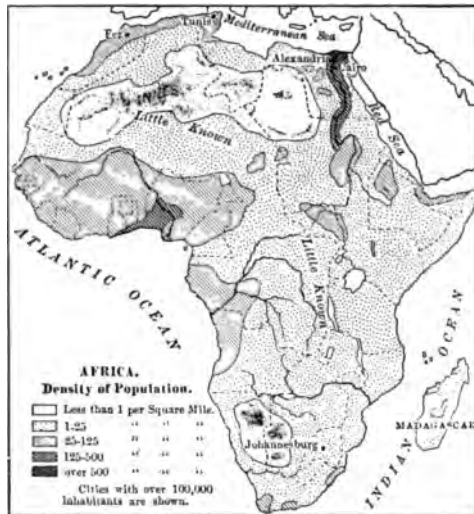 Mediterranean Sea
Tunis
Fez
Alexandria
Cairo
Red Sea
Little Known
Little Known
ATLANTIC OCEAN
INDIAN OCEAN
MADAGASCAR
Johannesburg
AFRICA.
Density of Population.
Less than 1 per Square Mile.
1-25 " " "
25-125 " " "
125-500 " " "
over 500 " " "
Cities with over 100,000
Inhabitants are shown.